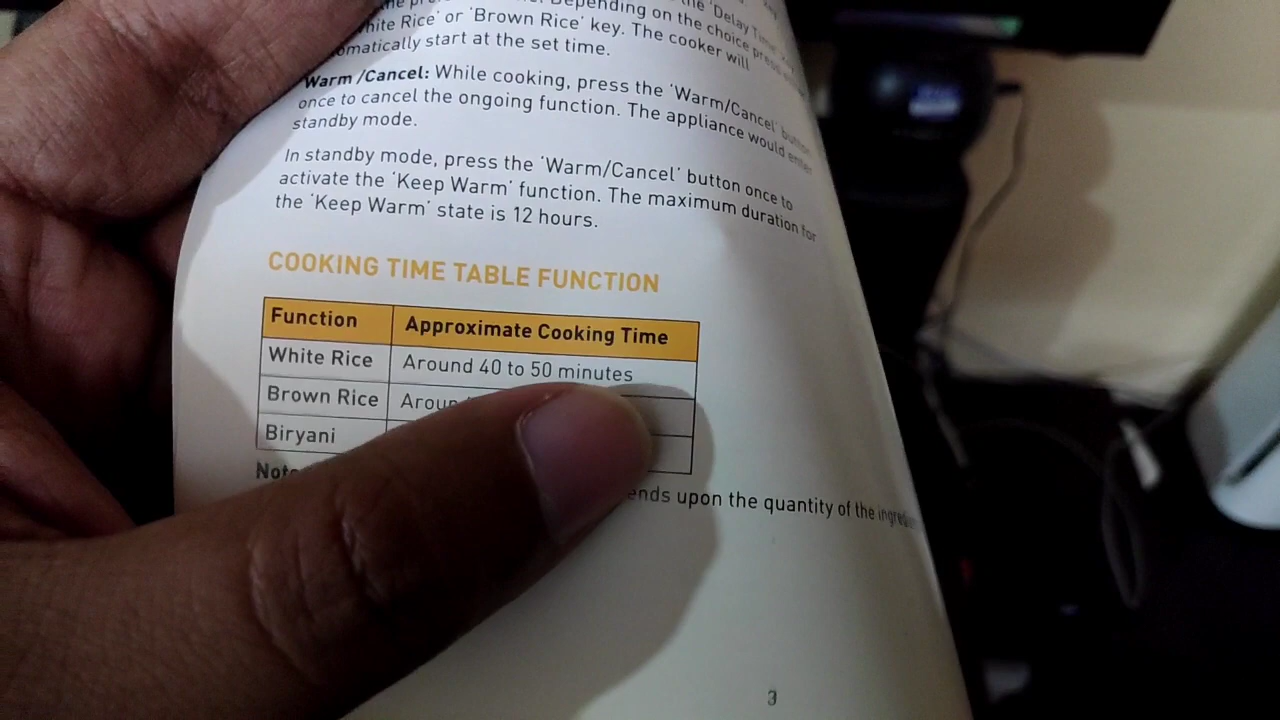 Depending on the choice press
White Rice' or 'Brown Rice' key. The cooker will
start at the set time.
Warm /Cancel: While cooking, press the 'Warm/Cancel' button
once to cancel the ongoing function. The appliance would enter
standby mode.
In standby mode, press the 'Warm/Cancel' button once to
activate the 'Keep Warm' function. The maximum duration for
the 'Keep Warm' state is 12 hours.
COOKING TIME TABLE FUNCTION
Function Approximate Cooking Time
White Rice Around 40 to 50 minutes
Brown Rice
Biryani
upon the quantity of the
3